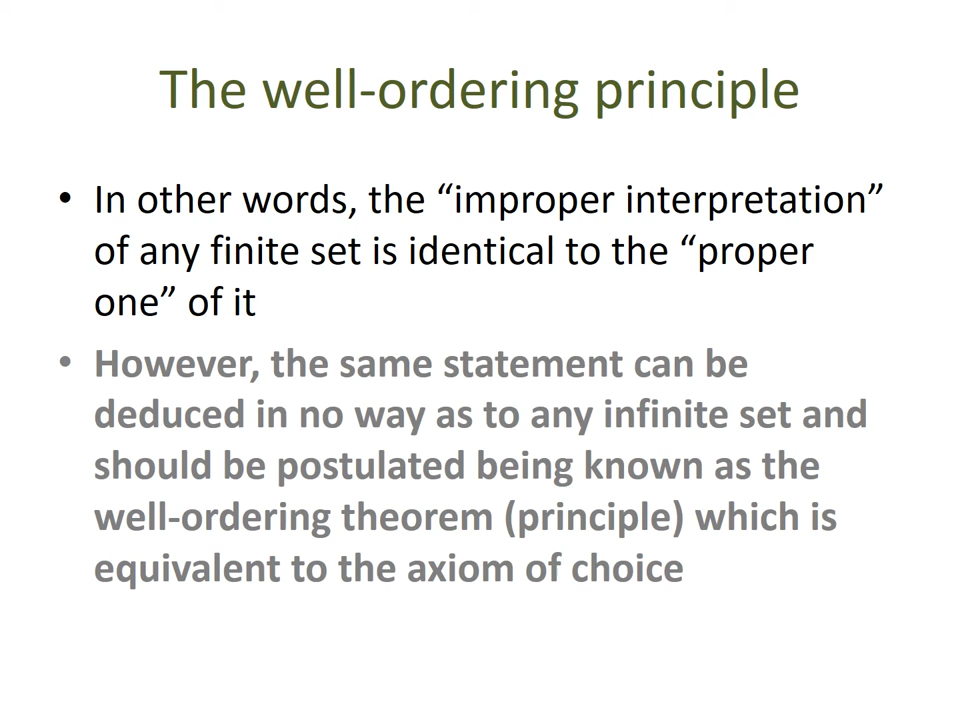 The well-ordering principle
• In other words, the “improper interpretation”
of any finite set is identical to the “proper
one” of it
• However, the same statement can be
deduced in no way as to any infinite set and
should be postulated being known as the
well-ordering theorem (principle) which is
equivalent to the axiom of choice